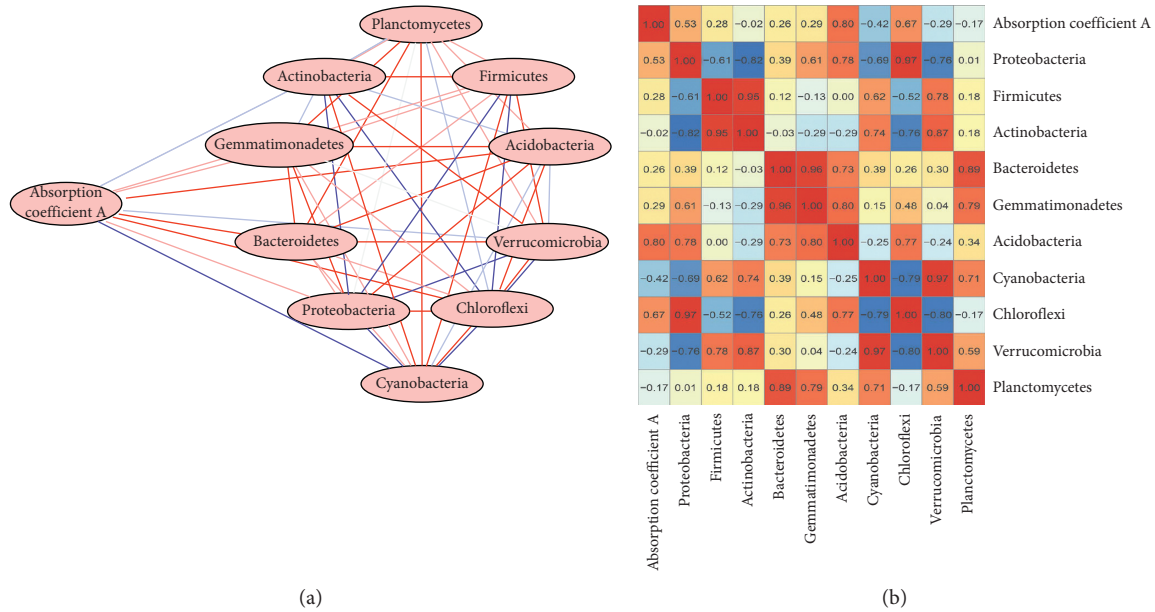 Planctomycetes
Actinobacteria
Firmicutes
Gemmatimonadetes
Acidobacteria
Absorption
coefficient A
Bacteroidetes
Verrucomicrobia
Proteobacteria
Chloroflexi
Cyanobacteria
(a)
1.00 0.53 0.28 −0.02 0.26 0.29 0.80 −0.42 0.67 −0.29 −0.17 Absorption coefficient A
0.53 1.00 −0.61 −0.82 0.39 0.61 0.78 −0.69 0.97 −0.76 0.01 Proteobacteria
0.28 −0.61 1.00 0.95 0.12 −0.13 0.00 0.62 −0.52 0.78 0.18 Firmicutes
−0.02 −0.82 0.95 1.00 −0.03 −0.29 −0.29 0.74 −0.76 0.87 0.18 Actinobacteria
0.26 0.39 0.12 −0.03 1.00 0.96 0.73 0.39 0.26 0.30 0.89 Bacteroidetes
0.29 0.61 −0.13 −0.29 0.96 1.00 0.80 0.15 0.48 0.04 0.79 Gemmatimonadetes
0.80 0.78 0.00 −0.29 0.73 0.80 1.00 −0.25 0.77 −0.24 0.34 Acidobacteria
−0.42 −0.69 0.62 0.74 0.39 0.15 −0.25 1.00 −0.79 0.97 0.71 Cyanobacteria
0.67 0.97 −0.52 −0.76 0.26 0.48 0.77 −0.79 1.00 −0.80 −0.17 Chloroflexi
−0.29 −0.76 0.78 0.87 0.30 0.04 −0.24 0.97 −0.80 1.00 0.59 Verrucomicrobia
−0.17 0.01 0.18 0.18 0.89 0.79 0.34 0.71 −0.17 0.59 1.00 Planctomycetes
Absorption coefficient A
Proteobacteria
Firmicutes
Actinobacteria
Bacteroidetes
Gemmatimonadetes
Acidobacteria
Cyanobacteria
Chloroflexi
Verrucomicrobia
Planctomycetes
(b)